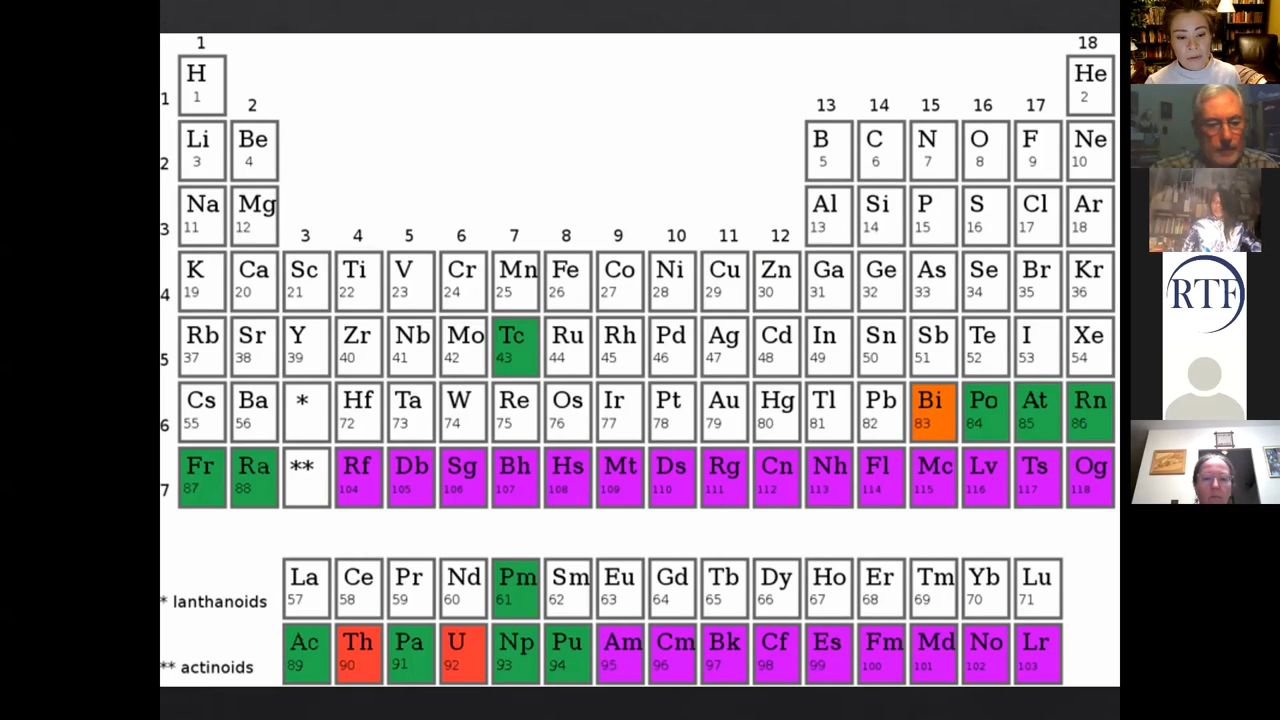 1 18
H He
1 1 2
2 13 14 15 16 17
Li Be B C N O F Ne
2 3 4 5 6 7 8 9 10
Na Mg Al Si P S Cl Ar
3 11 12 13 14 15 16 17 18
3 4 5 6 7 8 9 10 11 12
K Ca Sc Ti V Cr Mn Fe Co Ni Cu Zn Ga Ge As Se Br Kr
4 19 20 21 22 23 24 25 26 27 28 29 30 31 32 33 34 35 36
Rb Sr Y Zr Nb Mo Tc Ru Rh Pd Ag Cd In Sn Sb Te I Xe
5 37 38 39 40 41 42 43 44 45 46 47 48 49 50 51 52 53 54
Cs Ba * Hf Ta W Re Os Ir Pt Au Hg Tl Pb Bi Po At Rn
6 55 56 72 73 74 75 76 77 78 79 80 81 82 83 84 85 86
Fr Ra ** Rf Db Sg Bh Hs Mt Ds Rg Cn Nh Fl Mc Lv Ts Og
7 87 88 104 105 106 107 108 109 110 111 112 113 114 115 116 117 118
La Ce Pr Nd Pm Sm Eu Gd Tb Dy Ho Er Tm Yb Lu
* lanthanoids 57 58 59 60 61 62 63 64 65 66 67 68 69 70 71
Ac Th Pa U Np Pu Am Cm Bk Cf Es Fm Md No Lr
** actinoids 89 90 91 92 93 94 95 96 97 98 99 100 101 102 103
RTF